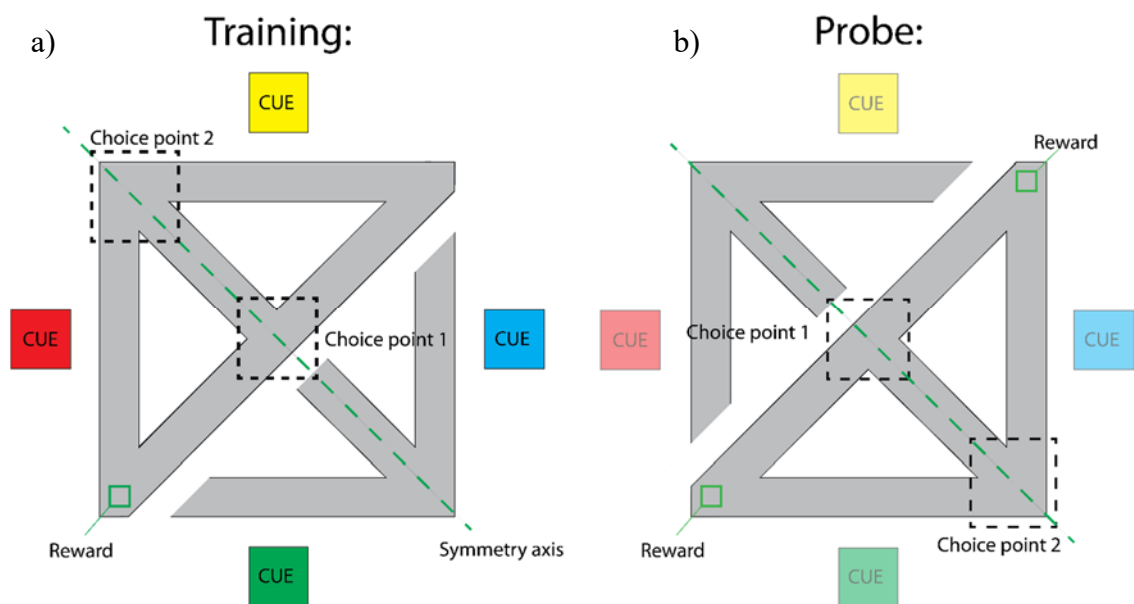 a)
Training:
CUE
Choice point 2
CUE
Choice point 1
CUE
Reward
Symmetry axis
CUE
b)
Probe:
CUE
Reward
CUE
Choice point 1
CUE
Reward
Choice point 2
CUE